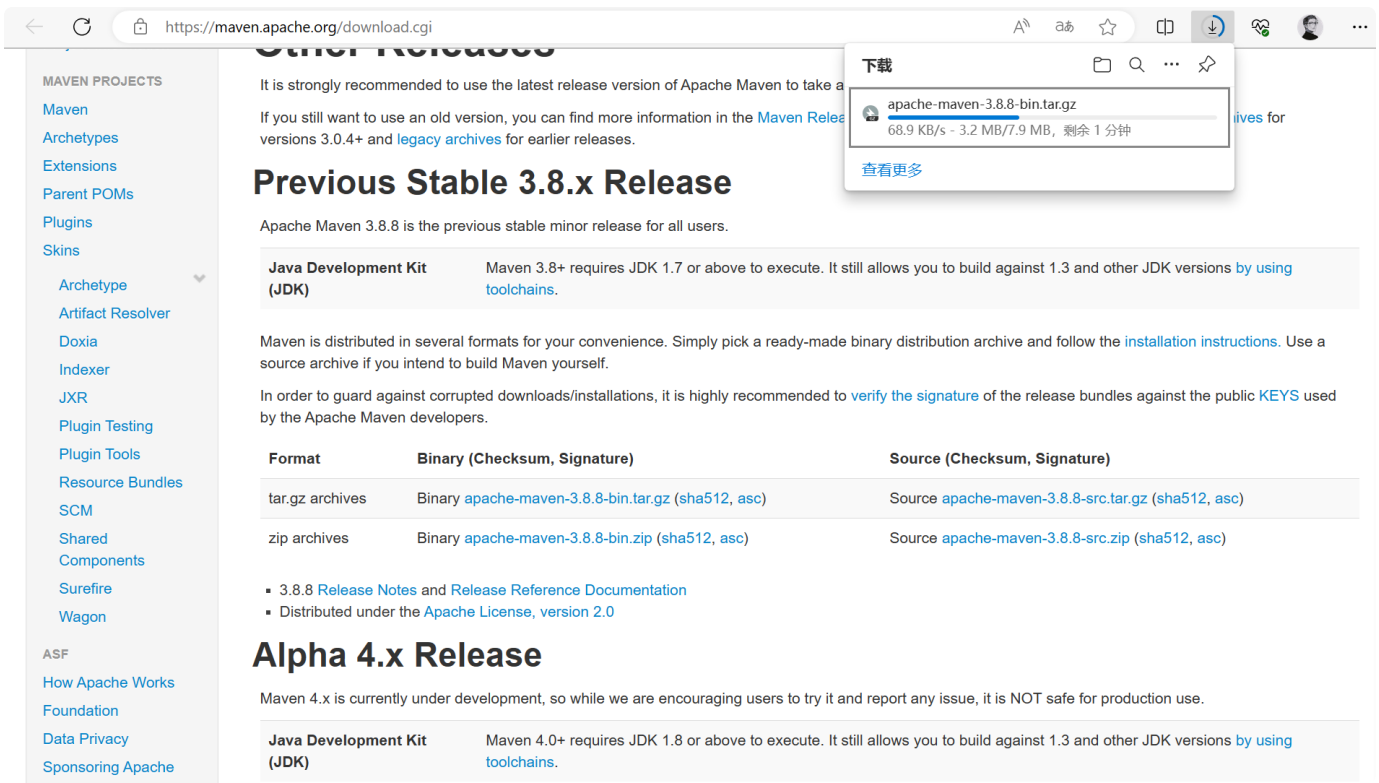 https://maven.apache.org/download.cgi
下载
apache-maven-3.8.8-bin.tar.gz
68.9 KB/s - 3.2 MB/7.9 MB，剩余 1 分钟
查看更多
MAVEN PROJECTS
Maven
Archetypes
Extensions
Parent POMs
Plugins
Skins
Archetype
Artifact Resolver
Doxia
Indexer
JXR
Plugin Testing
Plugin Tools
Resource Bundles
SCM
Shared
Components
Surefire
Wagon
ASF
How Apache Works
Foundation
Data Privacy
Sponsoring Apache
Other Releases
It is strongly recommended to use the latest release version of Apache Maven to take a
If you still want to use an old version, you can find more information in the Maven Relea
ives for
versions 3.0.4+ and legacy archives for earlier releases.
Previous Stable 3.8.x Release
Apache Maven 3.8.8 is the previous stable minor release for all users.
Java Development Kit
(JDK)
Maven 3.8+ requires JDK 1.7 or above to execute. It still allows you to build against 1.3 and other JDK versions by using
toolchains.
Maven is distributed in several formats for your convenience. Simply pick a ready-made binary distribution archive and follow the installation instructions. Use a
source archive if you intend to build Maven yourself.
In order to guard against corrupted downloads/installations, it is highly recommended to verify the signature of the release bundles against the public KEYS used
by the Apache Maven developers.
Format Binary (Checksum, Signature) Source (Checksum, Signature)
tar.gz archives Binary apache-maven-3.8.8-bin.tar.gz (sha512, asc) Source apache-maven-3.8.8-src.tar.gz (sha512, asc)
zip archives Binary apache-maven-3.8.8-bin.zip (sha512, asc) Source apache-maven-3.8.8-src.zip (sha512, asc)
3.8.8 Release Notes and Release Reference Documentation
Distributed under the Apache License, version 2.0
Alpha 4.x Release
Maven 4.x is currently under development, so while we are encouraging users to try it and report any issue, it is NOT safe for production use.
Java Development Kit
(JDK)
Maven 4.0+ requires JDK 1.8 or above to execute. It still allows you to build against 1.3 and other JDK versions by using
toolchains.